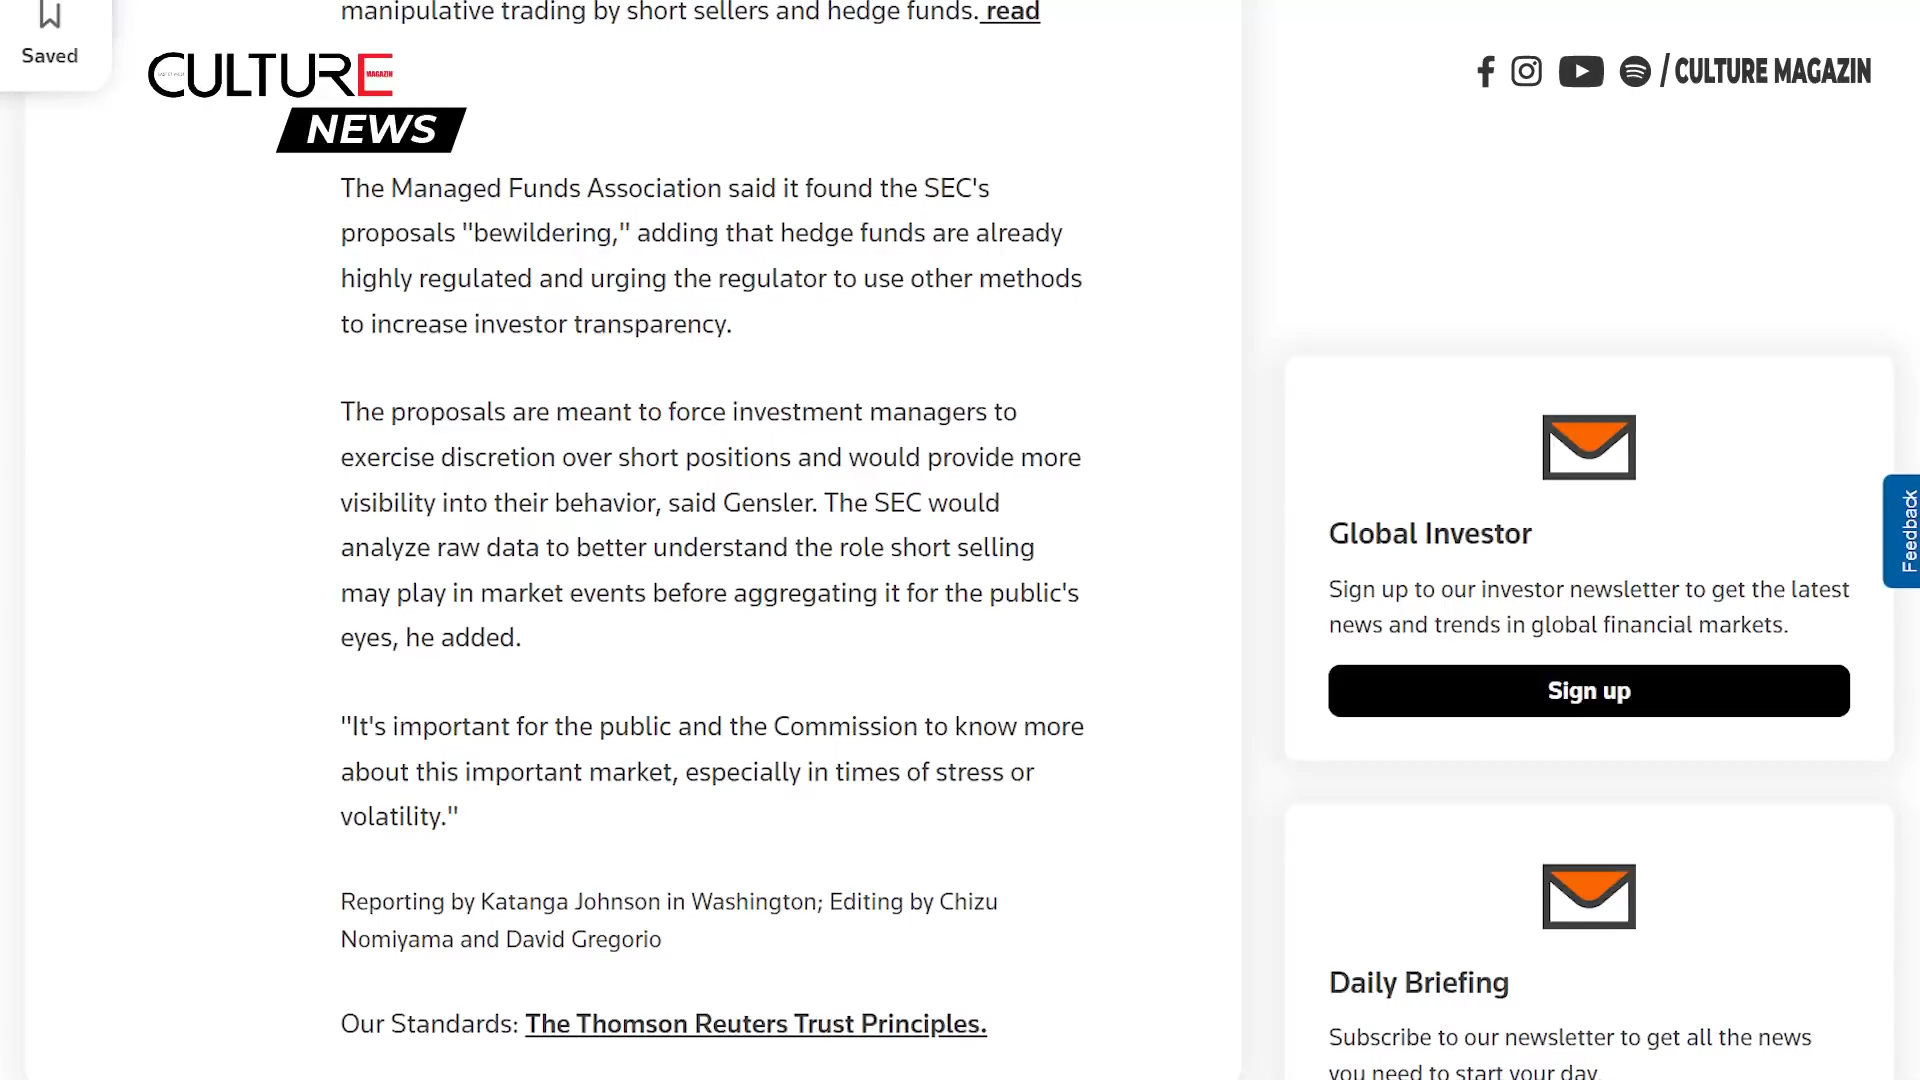 manipulative trading by short sellers and hedge funds. read
Saved
CULTURE
MAGAZIN
NEWS
/ CULTURE MAGAZIN
The Managed Funds Association said it found the SEC's
proposals "bewildering," adding that hedge funds are already
highly regulated and urging the regulator to use other methods
to increase investor transparency.
The proposals are meant to force investment managers to
exercise discretion over short positions and would provide more
visibility into their behavior, said Gensler. The SEC would
analyze raw data to better understand the role short selling
may play in market events before aggregating it for the public's
eyes, he added.
"It's important for the public and the Commission to know more
about this important market, especially in times of stress or
volatility."
Reporting by Katanga Johnson in Washington; Editing by Chizu
Nomiyama and David Gregorio
Our Standards: The Thomson Reuters Trust Principles.
Global Investor
Sign up to our investor newsletter to get the latest
news and trends in global financial markets.
Sign up
Feedback
Daily Briefing
Subscribe to our newsletter to get all the news
you need to start your day.